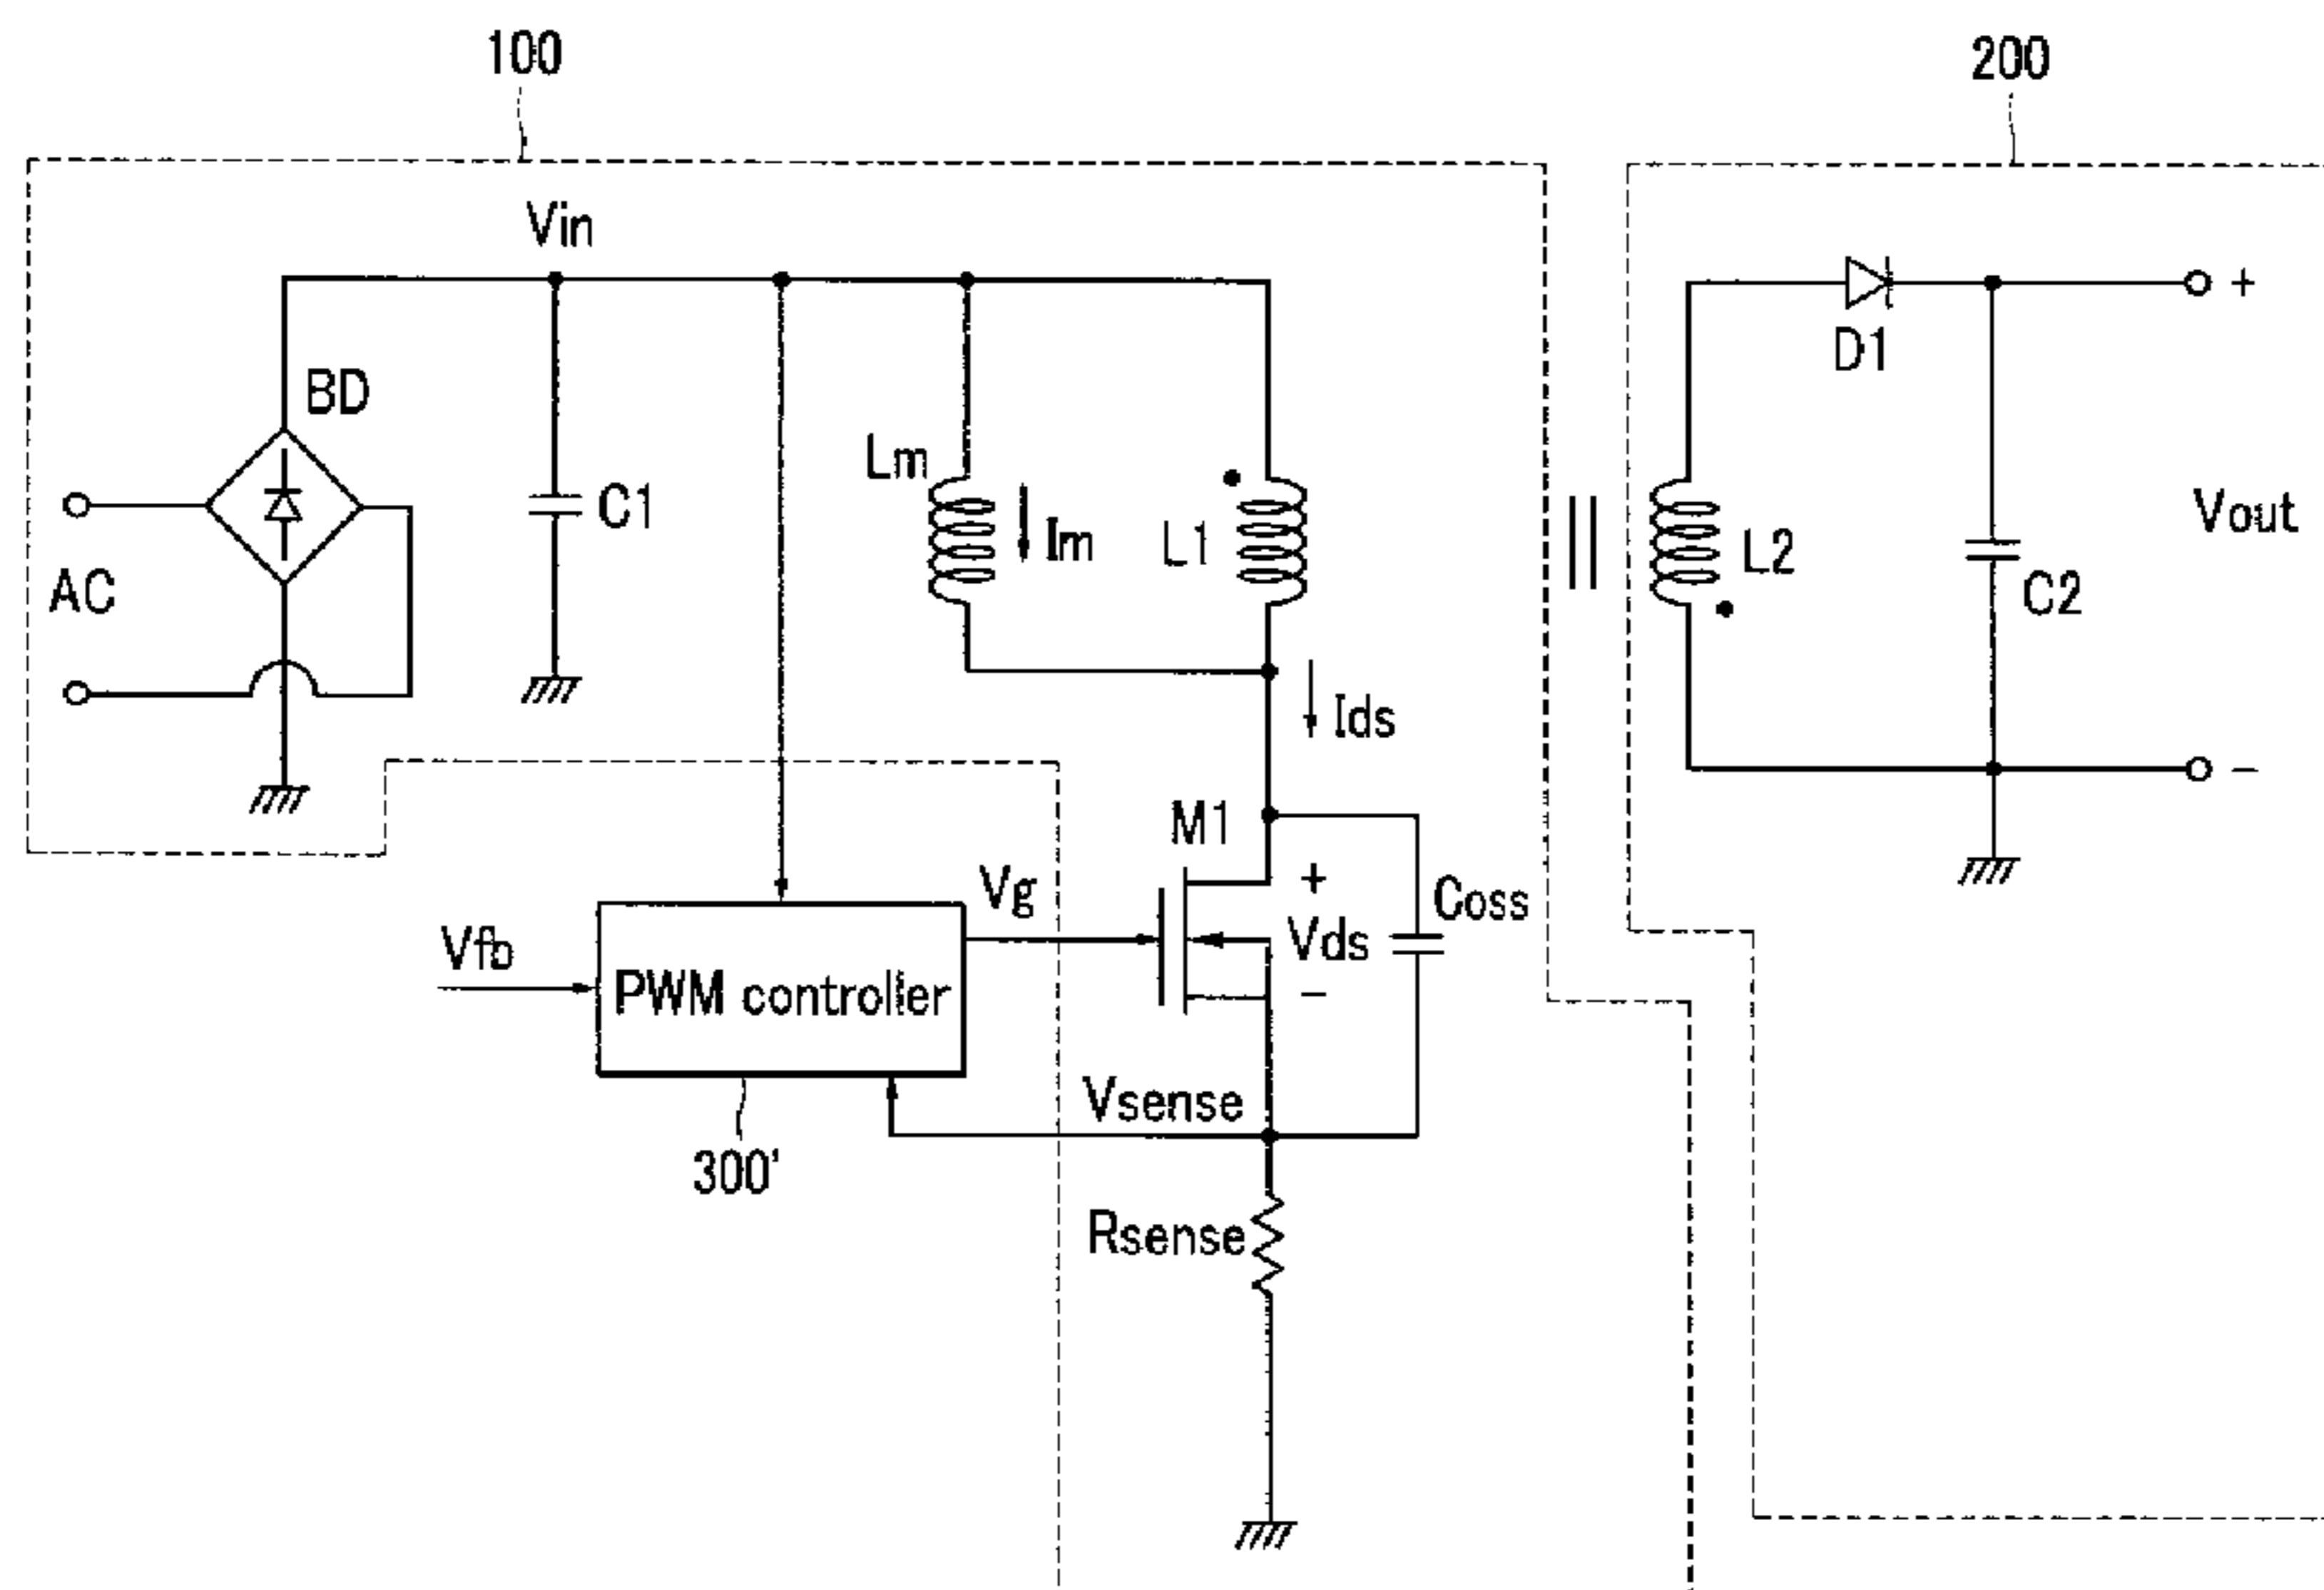 100
200
Vin
D1
+
BD
Lm
Im
L1
C1
L2
Vout
AC
C2
Ids
−
M1
+
Vg
Vds
Coss
Vfb
−
PWM controller
Vsense
300'
Rsense